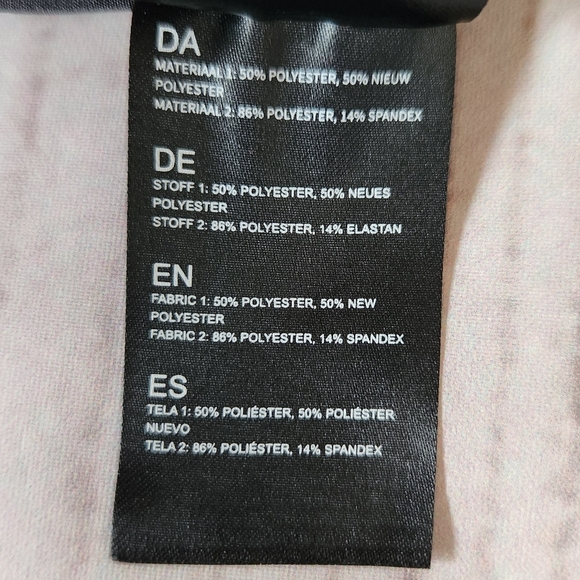 DA
MATERIAAL 1: 50% POLYESTER, 50% NIEUW
POLYESTER
MATERIAAL 2: 86% POLYESTER, 14% SPANDEX
DE
STOFF 1: 50% POLYESTER, 50% NEUES
POLYESTER
STOFF 2: 86% POLYESTER, 14% ELASTAN
EN
FABRIC 1: 50% POLYESTER, 50% NEW
POLYESTER
FABRIC 2: 86% POLYESTER, 14% SPANDEX
ES
TELA 1: 50% POLIÉSTER, 50% POLIÉSTER
NUEVO
TELA 2: 86% POLIÉSTER, 14% SPANDEX